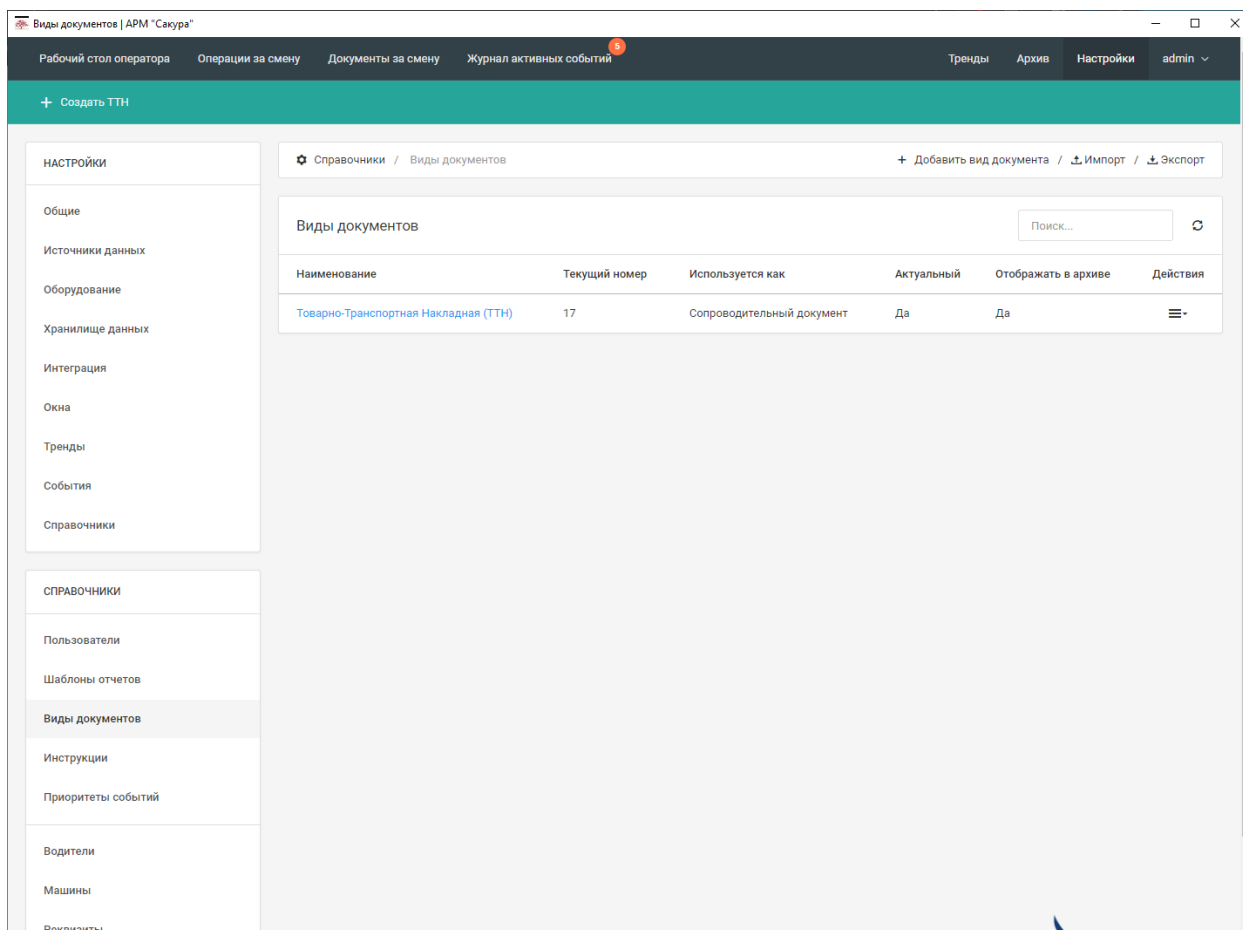 Виды документов | АРМ "Сакура"
Рабочий стол оператора Операции за смену Документы за смену Журнал активных событий 5 Тренды Архив Настройки admin
+ Создать ТТН
НАСТРОЙКИ
Общие
Источники данных
Оборудование
Хранилище данных
Интеграция
Окна
Тренды
События
Справочники
СПРАВОЧНИКИ
Пользователи
Шаблоны отчетов
Виды документов
Инструкции
Приоритеты событий
Водители
Машины
Реквизиты
Справочники / Виды документов + Добавить вид документа / Импорт / Экспорт
Виды документов Поиск...
Наименование Текущий номер Используется как Актуальный Отображать в архиве Действия
Товарно-Транспортная Накладная (ТТН) 17 Сопроводительный документ Да Да